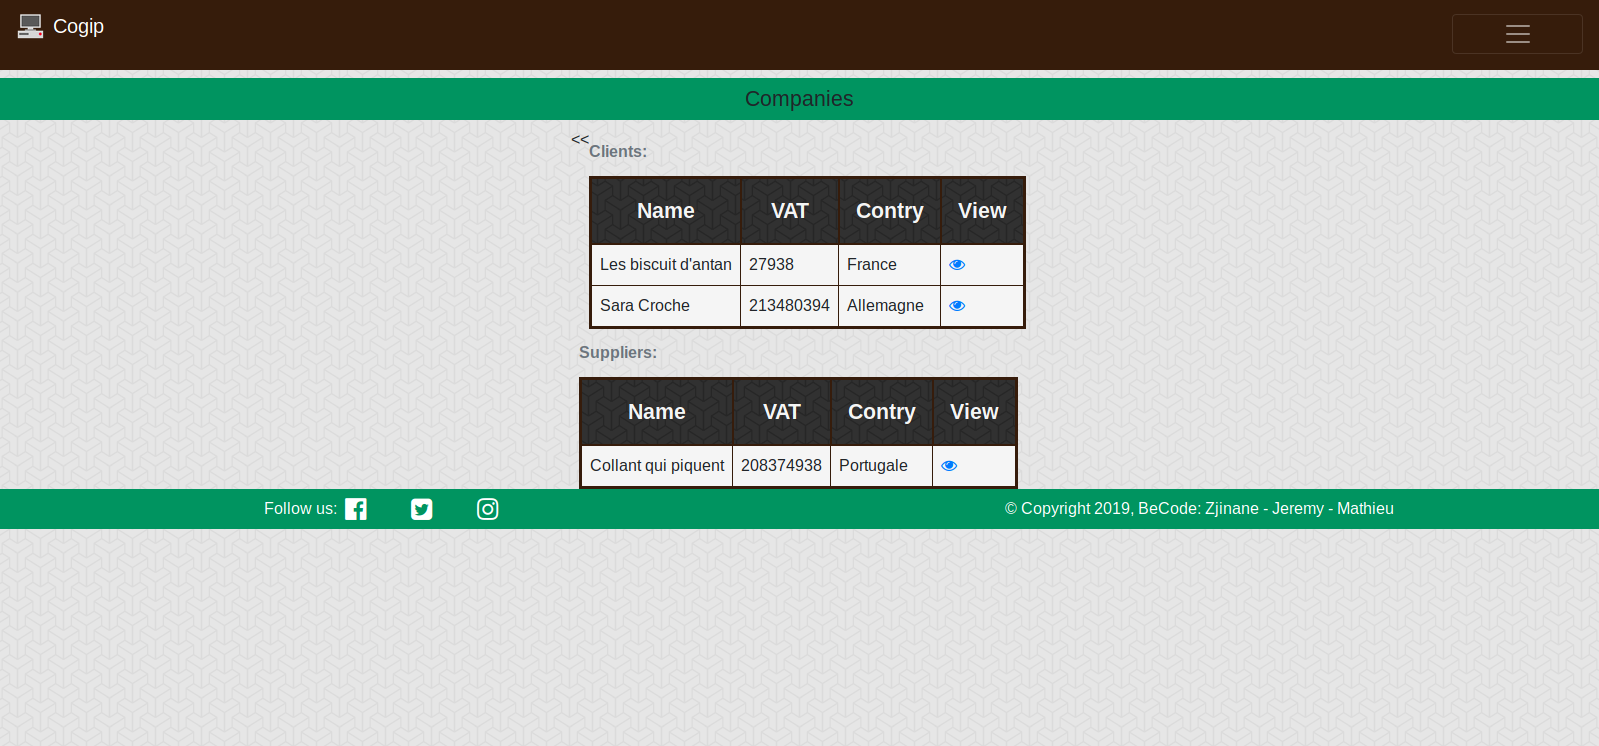 Cogip
Companies
<<
Clients:
Name VAT Contry View
Les biscuit d'antan 27938 France
Sara Croche 213480394 Allemagne
Suppliers:
Name VAT Contry View
Collant qui piquent 208374938 Portugale
Follow us: © Copyright 2019, BeCode: Zjinane - Jeremy - Mathieu